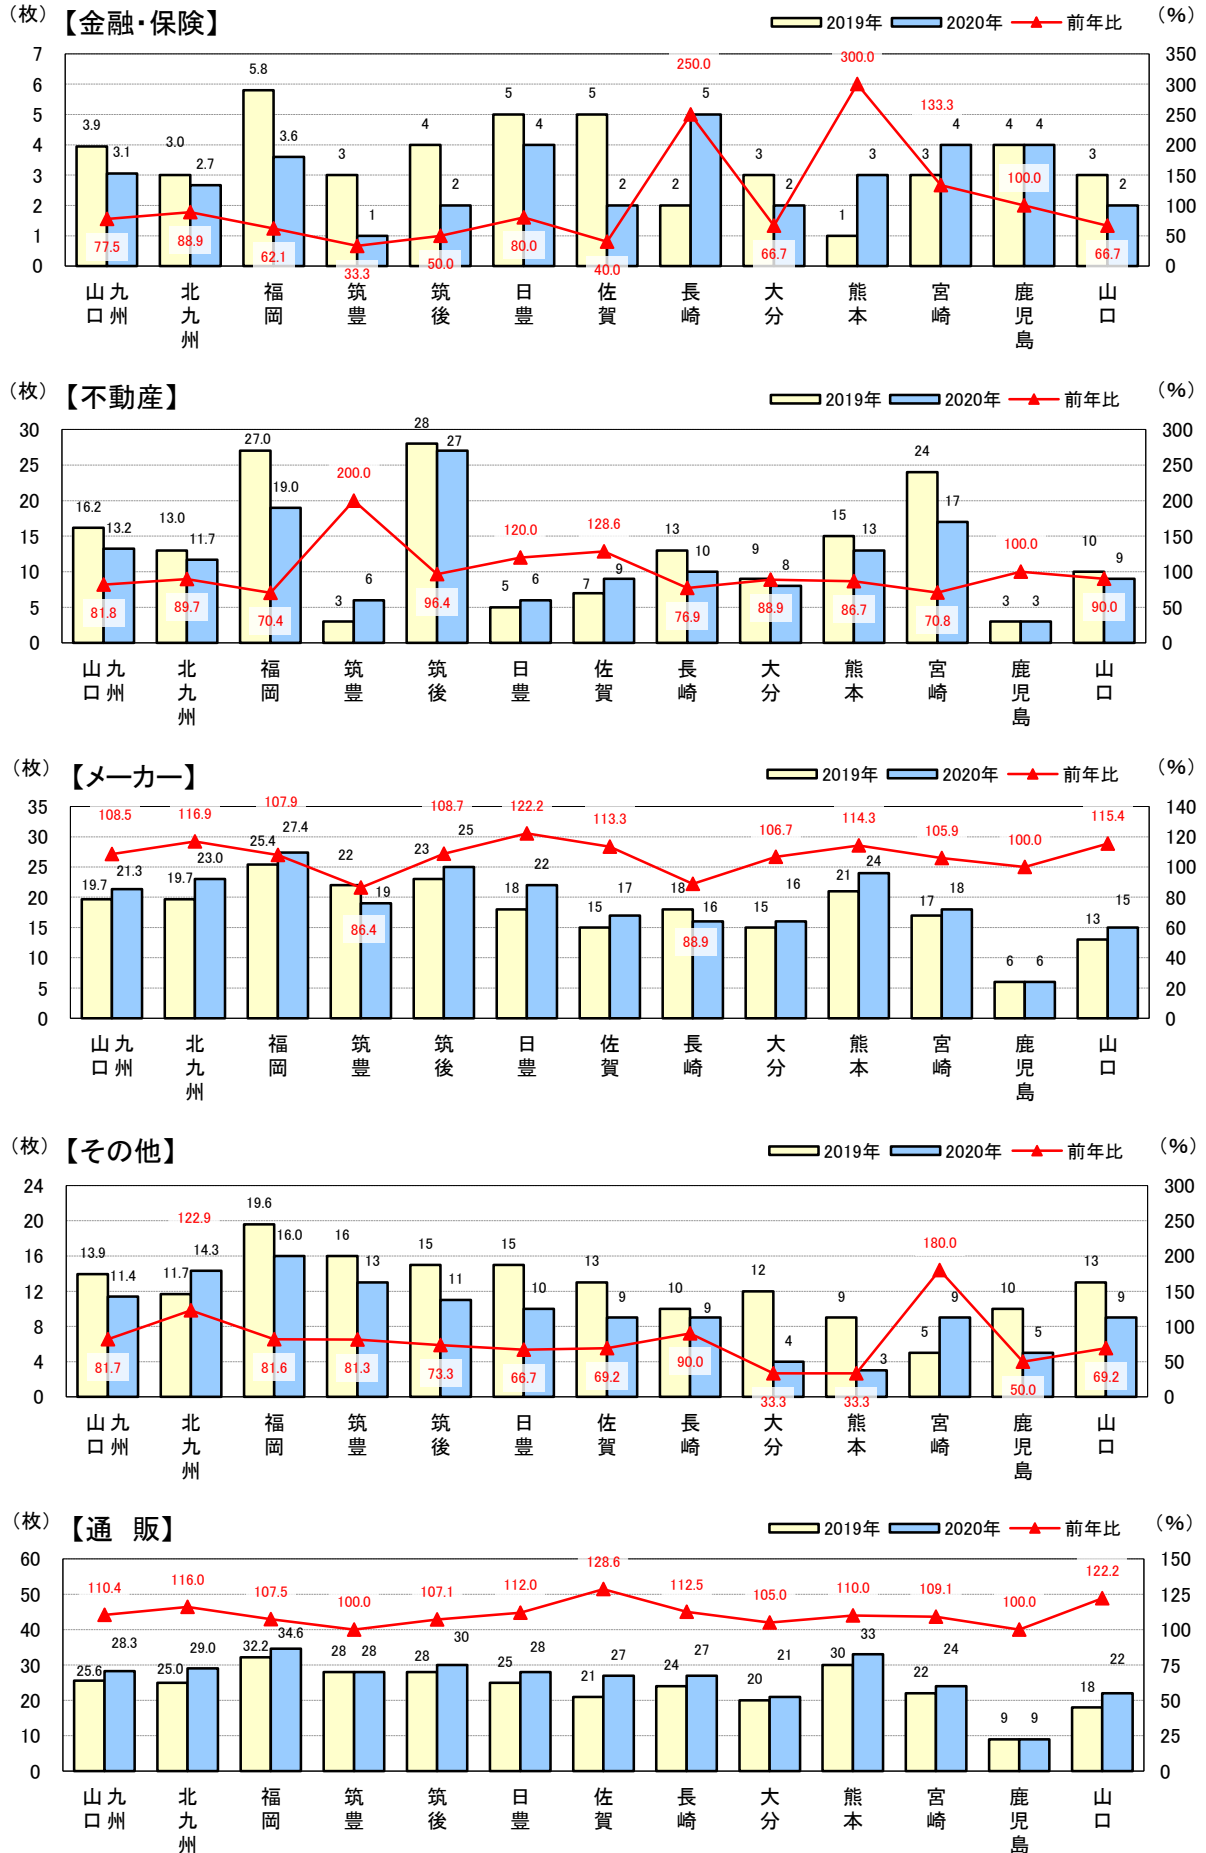 (枚) 【金融・保険】 2019年 2020年 前年比 (%)
7 6 5 4 3 2 1 0
350 300 250 200 150 100 50 0
3.9 3.0 5.8 3 4 5 5 2 3 1 3 4 3
3.1 2.7 3.6 1 2 4 2 5 2 3 4 4 2
77.5 88.9 62.1 33.3 50.0 80.0 40.0 250.0 66.7 300.0 133.3 100.0 66.7
九州山口 北九州 福岡 筑豊 筑後 日豊 佐賀 長崎 大分 熊本 宮崎 鹿児島 山口
(枚) 【不動産】 2019年 2020年 前年比 (%)
30 25 20 15 10 5 0
300 250 200 150 100 50 0
16.2 13.0 27.0 3 28 5 7 13 9 15 24 3 10
13.2 11.7 19.0 6 27 6 9 10 8 13 17 3 9
81.8 89.7 70.4 200.0 96.4 120.0 128.6 76.9 88.9 86.7 70.8 100.0 90.0
九州山口 北九州 福岡 筑豊 筑後 日豊 佐賀 長崎 大分 熊本 宮崎 鹿児島 山口
(枚) 【メーカー】 2019年 2020年 前年比 (%)
35 30 25 20 15 10 5 0
140 120 100 80 60 40 20 0
19.7 19.7 25.4 22 23 18 15 18 15 21 17 6 13
21.3 23.0 27.4 19 25 22 17 16 16 24 18 6 15
108.5 116.9 107.9 86.4 108.7 122.2 113.3 88.9 106.7 114.3 105.9 100.0 115.4
九州山口 北九州 福岡 筑豊 筑後 日豊 佐賀 長崎 大分 熊本 宮崎 鹿児島 山口
(枚) 【その他】 2019年 2020年 前年比 (%)
24 20 16 12 8 4 0
300 250 200 150 100 50 0
13.9 11.7 19.6 16 15 15 13 10 12 9 5 10 13
11.4 14.3 16.0 13 11 10 9 9 4 3 9 5 9
81.7 122.9 81.6 81.3 73.3 66.7 69.2 90.0 33.3 33.3 180.0 50.0 69.2
九州山口 北九州 福岡 筑豊 筑後 日豊 佐賀 長崎 大分 熊本 宮崎 鹿児島 山口
(枚) 【通 販】 2019年 2020年 前年比 (%)
60 50 40 30 20 10 0
150 125 100 75 50 25 0
25.6 25.0 32.2 28 28 25 21 24 20 30 22 9 18
28.3 29.0 34.6 28 30 28 27 27 21 33 24 9 22
110.4 116.0 107.5 100.0 107.1 112.0 128.6 112.5 105.0 110.0 109.1 100.0 122.2
九州山口 北九州 福岡 筑豊 筑後 日豊 佐賀 長崎 大分 熊本 宮崎 鹿児島 山口